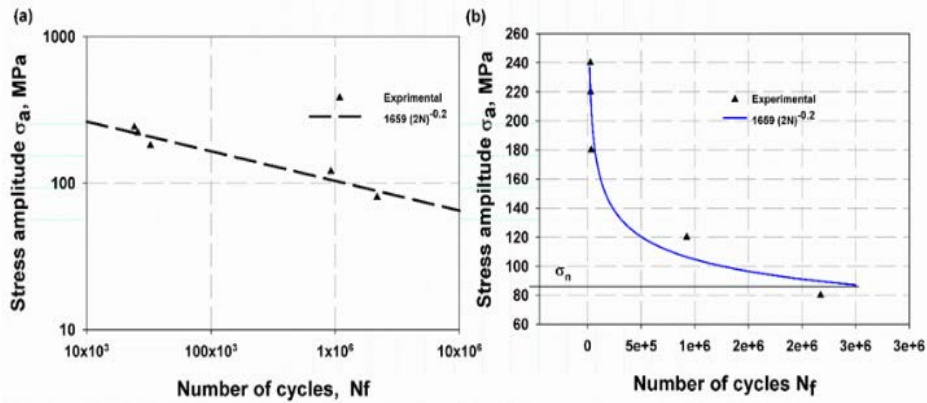 (a)
1000
100
10
10x10³
100x10³
1x10⁶
10x10⁶
Stress amplitude σa, MPa
Number of cycles, Nf
Exprimental
1659 (2N)^-0.2
(b)
260
240
220
200
180
160
140
120
100
80
60
0
5e+5
1e+6
2e+6
2e+6
3e+6
3e+6
Stress ampiltude σa, MPa
Number of cycles Nf
Experimental
1659 (2N)^-0.2
σn